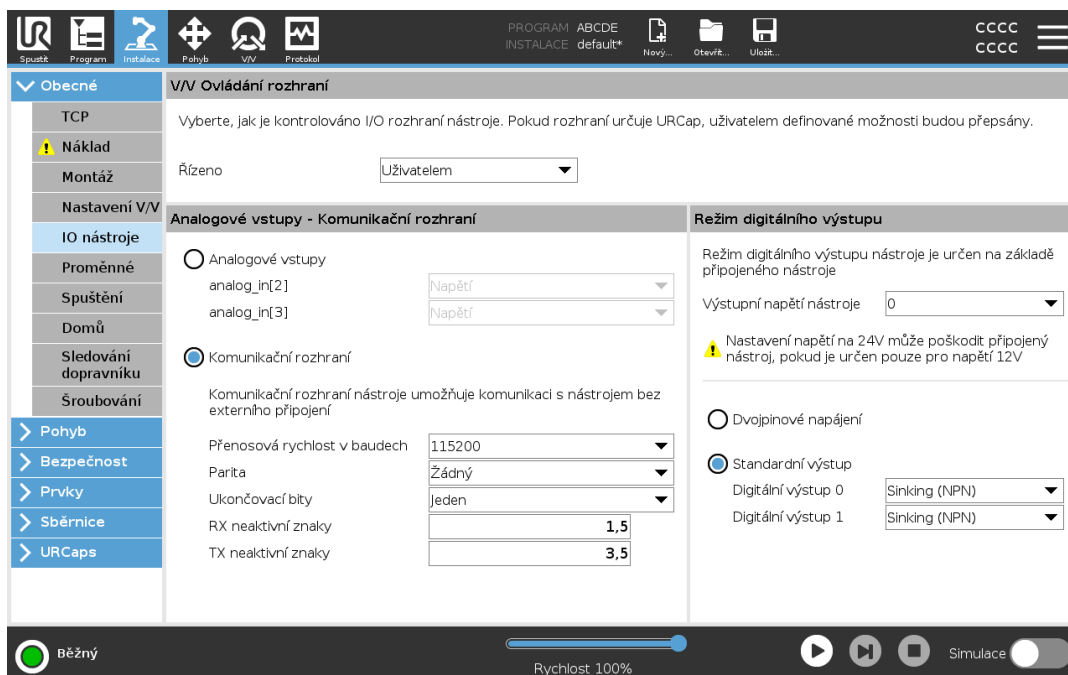 UR
Spustit
Program
Instalace
Pohyb
V/V
Protokol
PROGRAM ABCDE
INSTALACE default*
Nový...
Otevřít...
Uložit...
CCCC
CCCC
Obecné
TCP
Náklad
Montáž
Nastavení V/V
IO nástroje
Proměnné
Spuštění
Domů
Sledování
dopravníku
Šroubování
Pohyb
Bezpečnost
Prvky
Sběrnice
URCaps
V/V Ovládání rozhraní
Vyberte, jak je kontrolováno I/O rozhraní nástroje. Pokud rozhraní určuje URCap, uživatelem definované možnosti budou přepsány.
Řízeno Uživatelem
Analogové vstupy - Komunikační rozhraní
Analogové vstupy
analog_in[2] Napětí
analog_in[3] Napětí
Komunikační rozhraní
Komunikační rozhraní nástroje umožňuje komunikaci s nástrojem bez
externího připojení
Přenosová rychlost v baudech 115200
Parita Žádný
Ukončovací bity Jeden
RX neaktivní znaky 1,5
TX neaktivní znaky 3,5
Režim digitálního výstupu
Režim digitálního výstupu nástroje je určen na základě
připojeného nástroje
Výstupní napětí nástroje 0
Nastavení napětí na 24V může poškodit připojený
nástroj, pokud je určen pouze pro napětí 12V
Dvojpinové napájení
Standardní výstup
Digitální výstup 0 Sinking (NPN)
Digitální výstup 1 Sinking (NPN)
Běžný
Rychlost 100%
Simulace